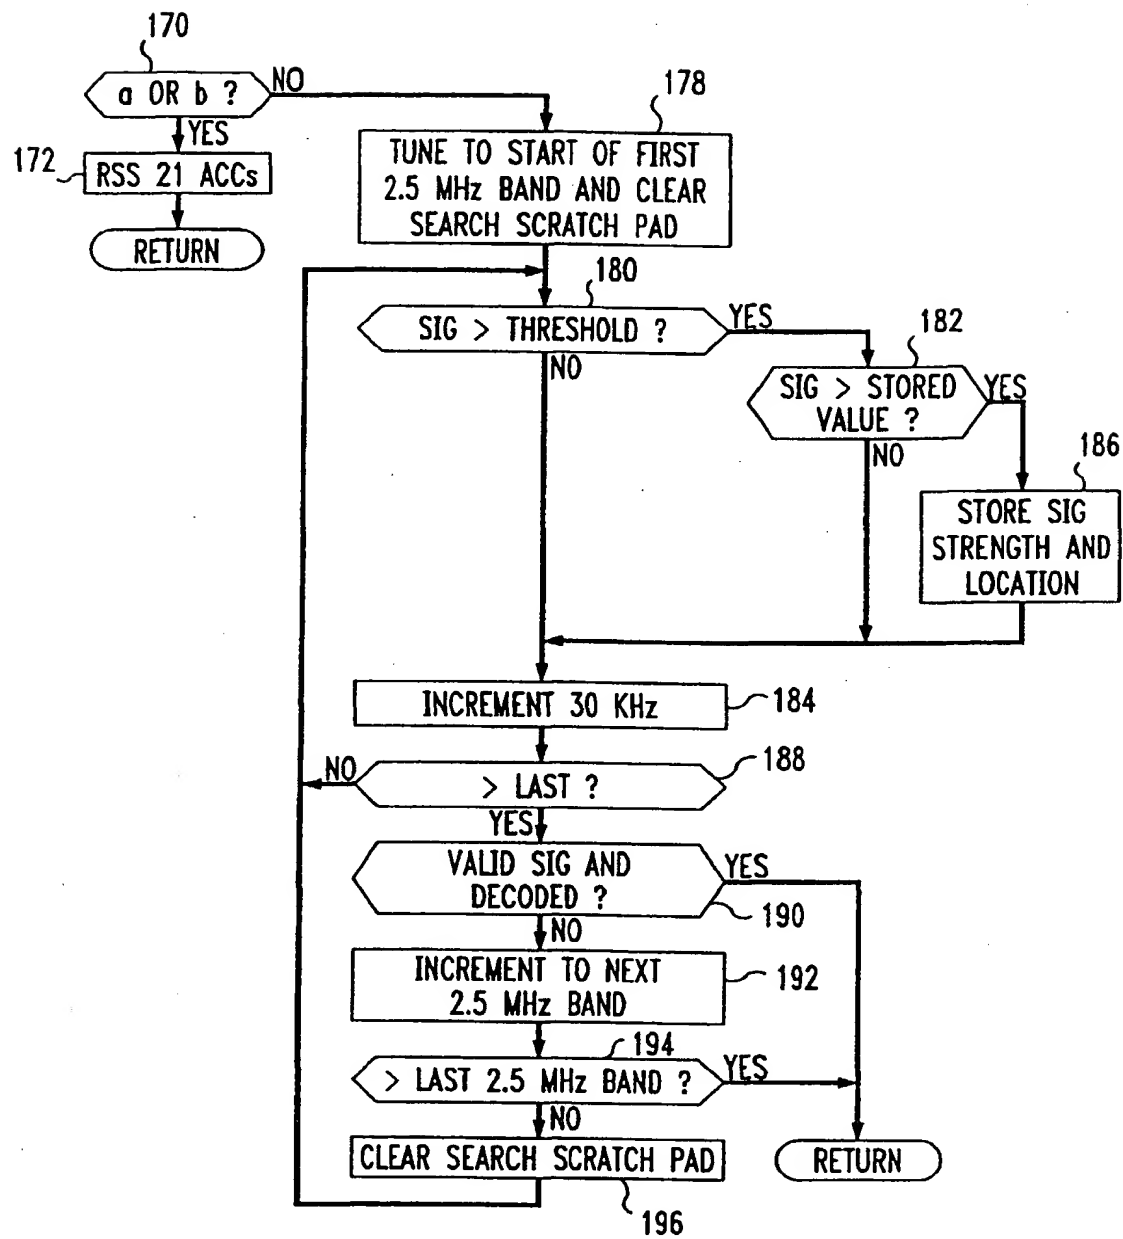 170
a OR b ?
NO
YES
172
RSS 21 ACCs
RETURN
178
TUNE TO START OF FIRST
2.5 MHz BAND AND CLEAR
SEARCH SCRATCH PAD
180
SIG > THRESHOLD ?
YES
NO
182
SIG > STORED
VALUE ?
YES
NO
186
STORE SIG
STRENGTH AND
LOCATION
INCREMENT 30 KHz
184
NO
> LAST ?
188
YES
VALID SIG AND
DECODED ?
YES
190
NO
INCREMENT TO NEXT
2.5 MHz BAND
192
194
> LAST 2.5 MHz BAND ?
YES
NO
CLEAR SEARCH SCRATCH PAD
196
RETURN